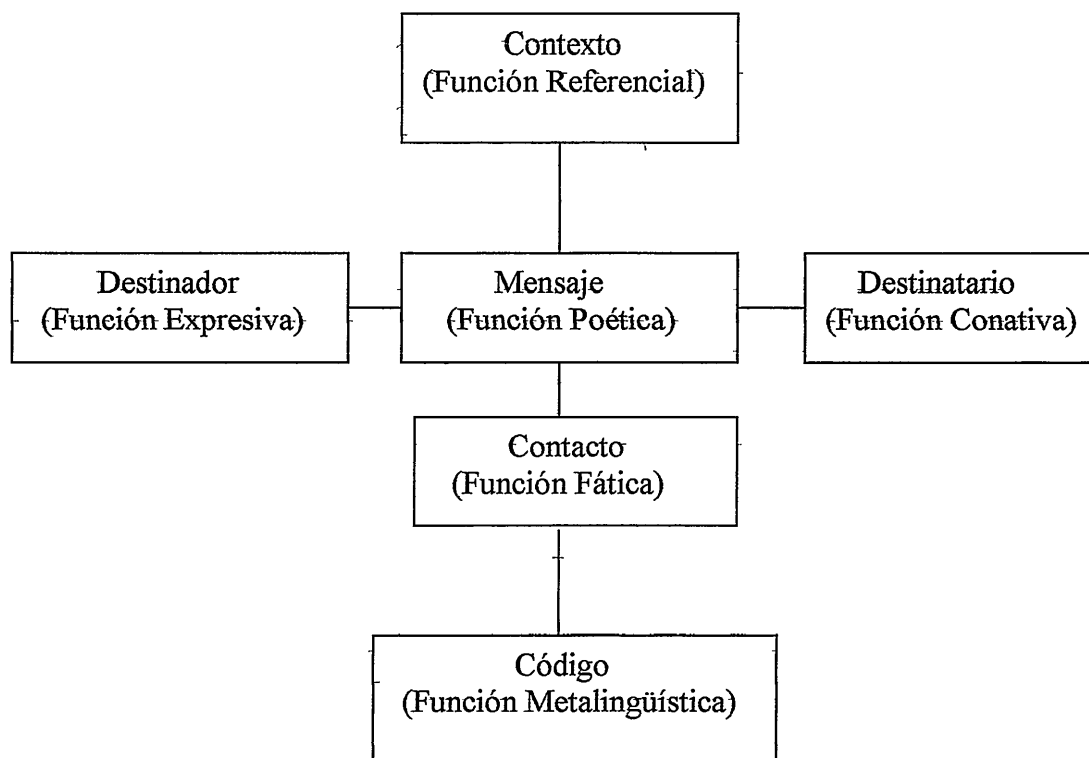 Contexto
(Función Referencial)
Destinador
(Función Expresiva)
Mensaje
(Función Poética)
Destinatario
(Función Conativa)
Contacto
(Función Fática)
Código
(Función Metalingüística)